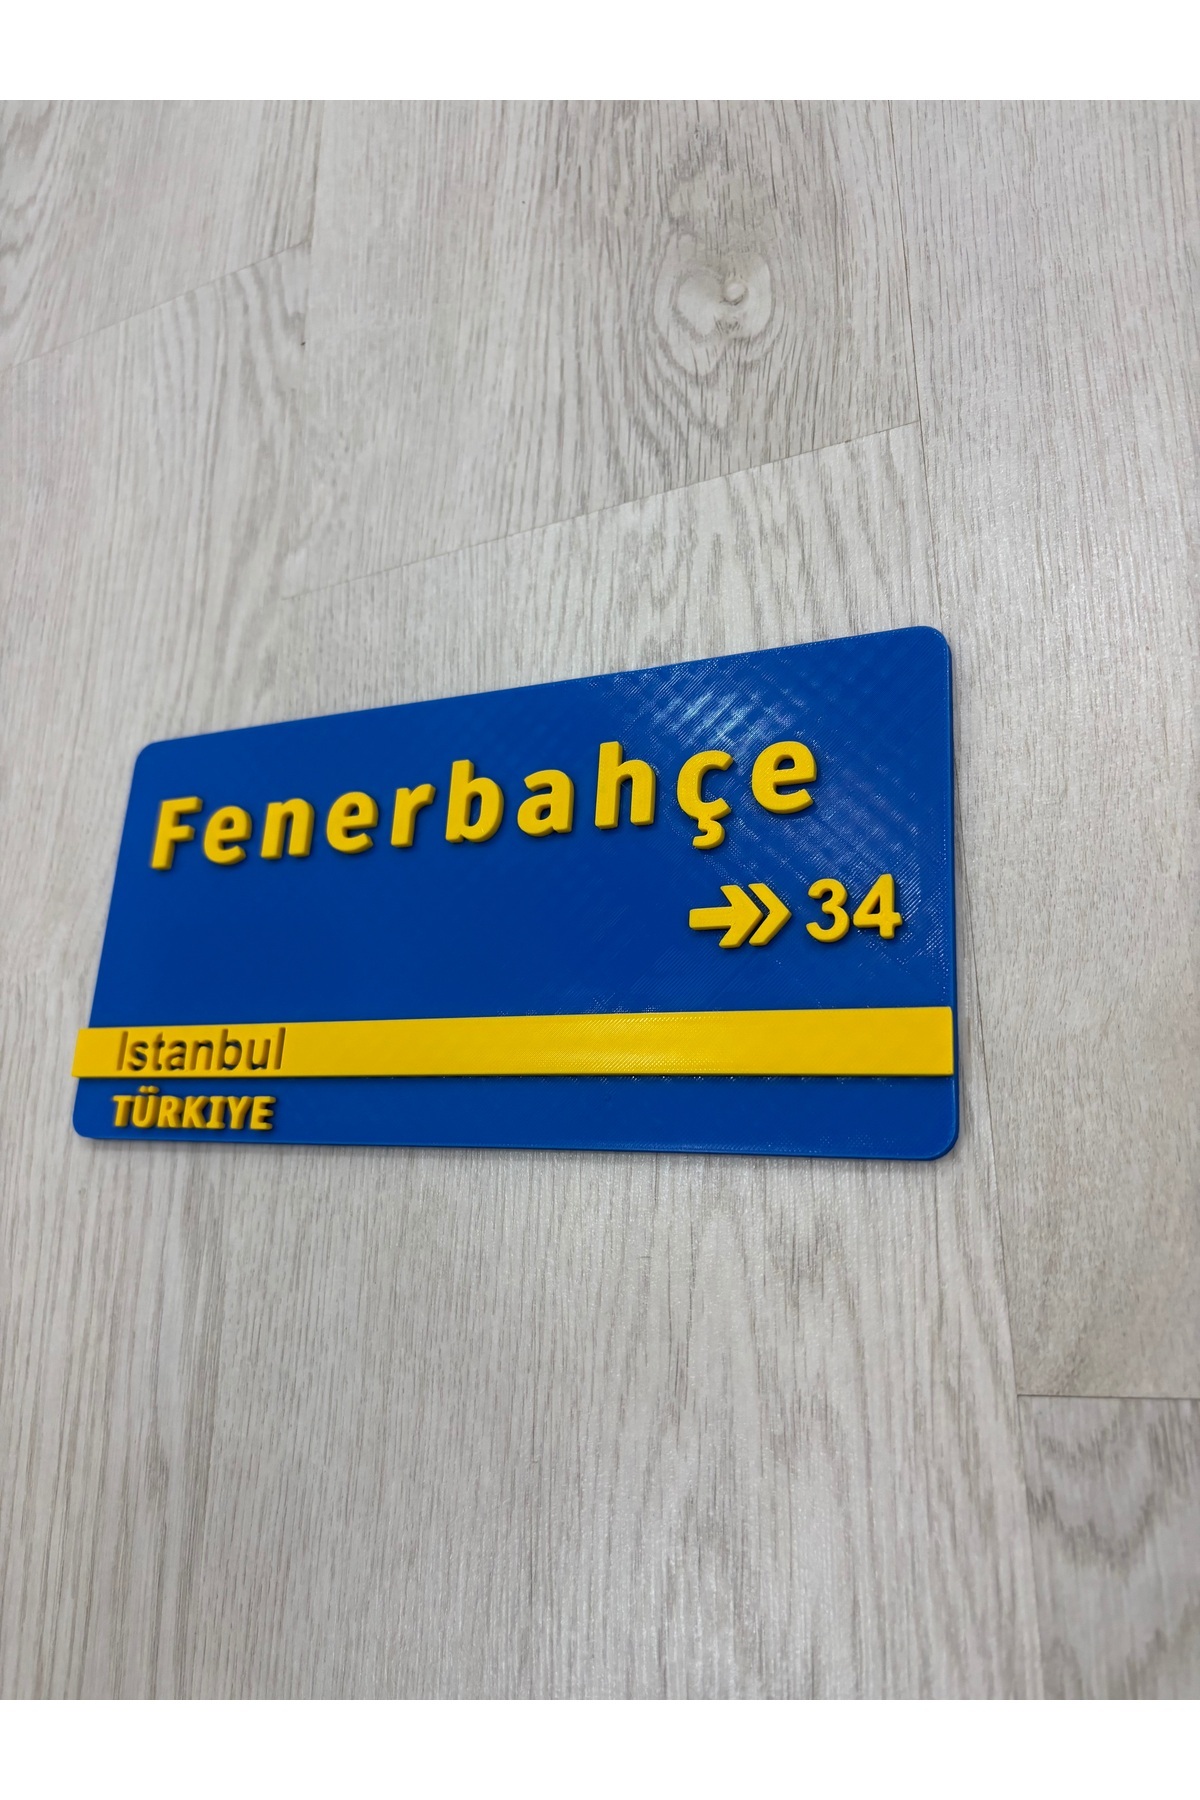 Fenerbahçe
34
Istanbul
TÜRKIYE